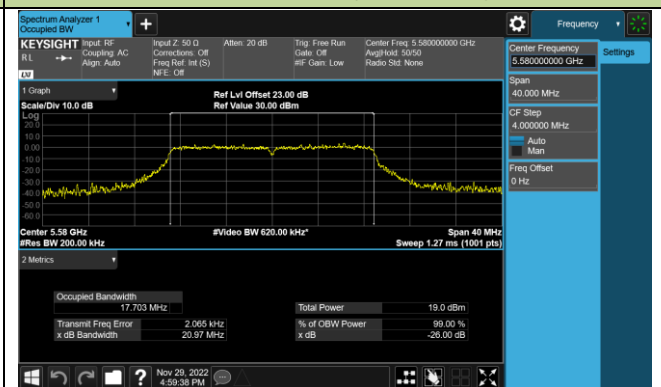 Spectrum Analyzer 1
Occupied BW
Frequency
KEYSIGHT
Input: RF
Input Z: 50 Ω
Atten: 20 dB
Trig: Free Run
Center Freq: 5.580000000 GHz
RL
Coupling: AC
Corrections: Off
Gate: Off
Avg|Hold: 50/50
Align: Auto
Freq Ref: Int (S)
#IF Gain: Low
Radio Std: None
NFE: Off
LXI
Center Frequency
5.580000000 GHz
Settings
Span
40.000 MHz
CF Step
4.000000 MHz
Auto
Man
Freq Offset
0 Hz
1 Graph
Ref Lvl Offset 23.00 dB
Scale/Div 10.0 dB
Ref Value 30.00 dBm
Log
20.0
10.0
0.00
-10.0
-20.0
-30.0
-40.0
-50.0
-60.0
Center 5.58 GHz
#Video BW 620.00 kHz*
Span 40 MHz
#Res BW 200.00 kHz
Sweep 1.27 ms (1001 pts)
2 Metrics
Occupied Bandwidth
17.703 MHz
Total Power
19.0 dBm
Transmit Freq Error
2.065 kHz
% of OBW Power
99.00 %
x dB Bandwidth
20.97 MHz
x dB
-26.00 dB
?
Nov 29, 2022
4:59:38 PM